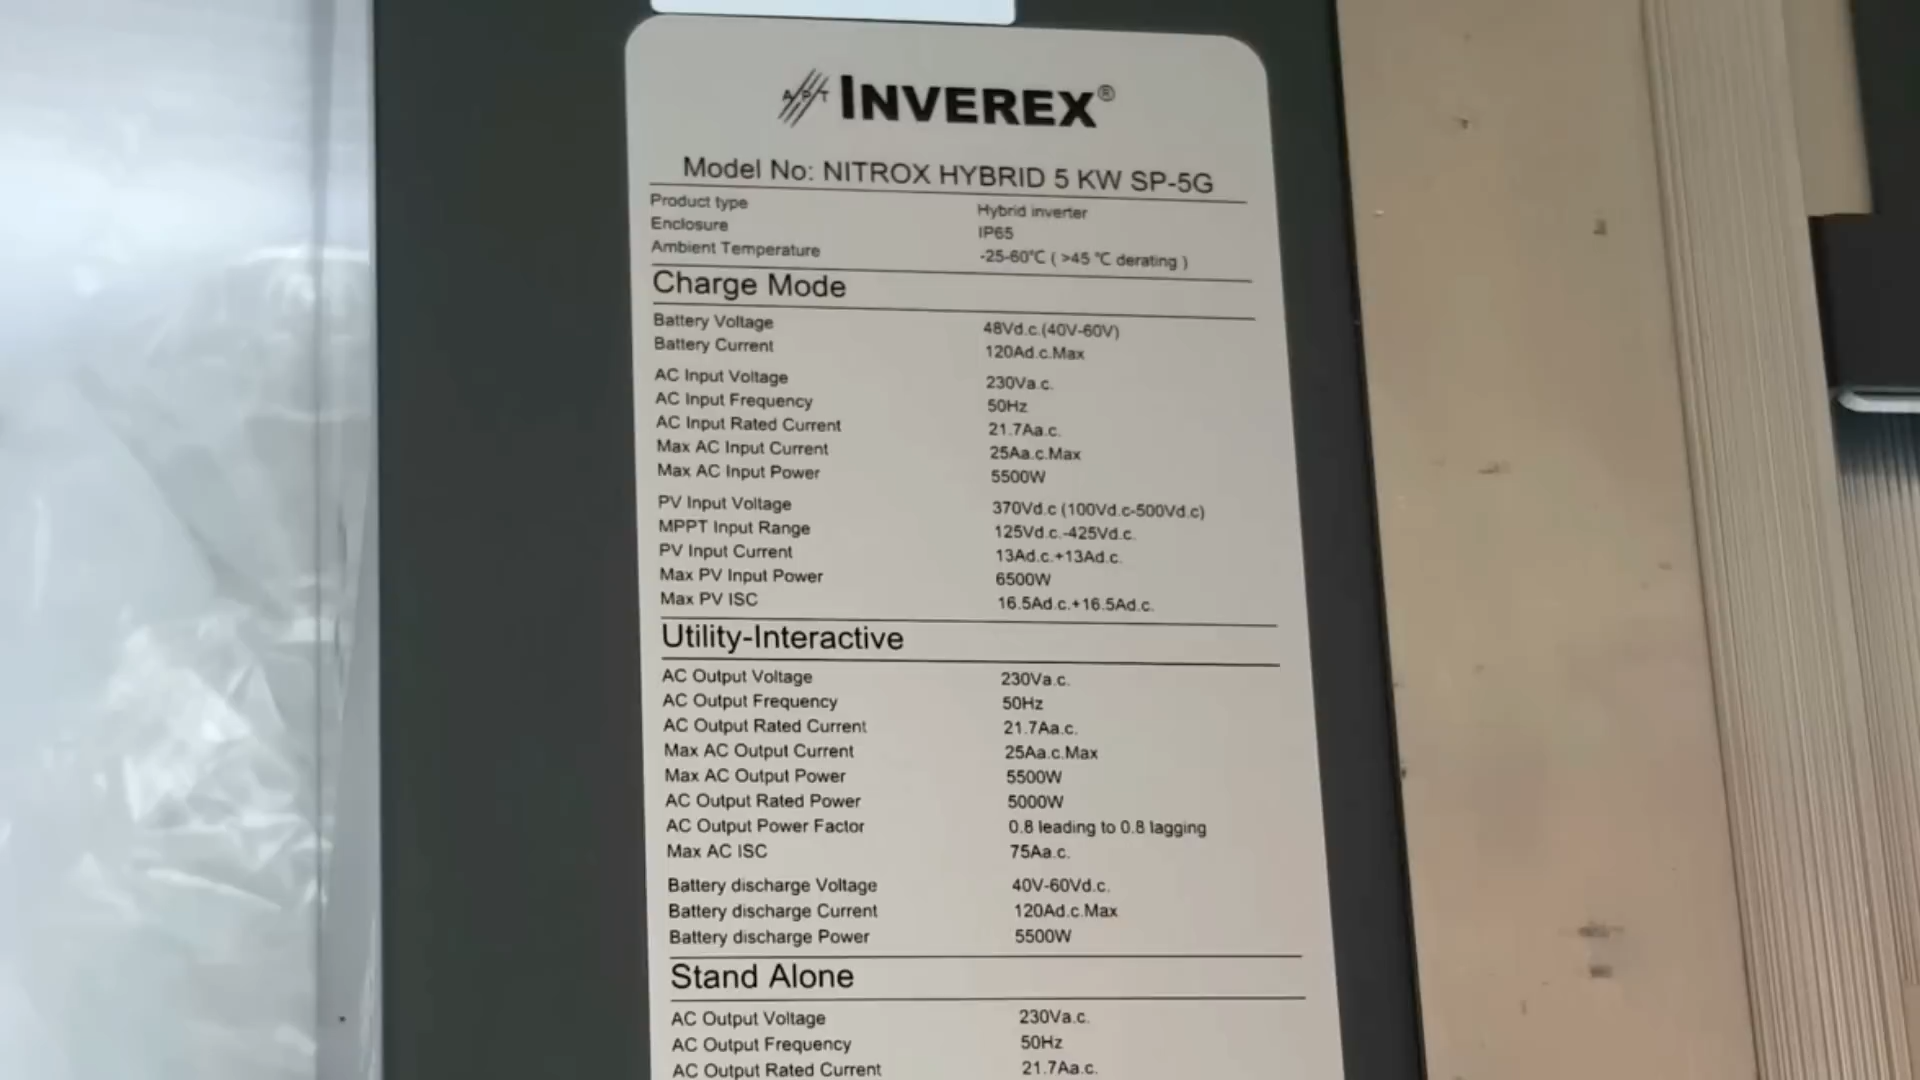 APT INVEREX®
Model No: NITROX HYBRID 5 KW SP-5G
Product type Hybrid inverter
Enclosure IP65
Ambient Temperature -25-60℃ ( >45 ℃ derating )
Charge Mode
Battery Voltage 48Vd.c.(40V-60V)
Battery Current 120Ad.c.Max
AC Input Voltage 230Va.c.
AC Input Frequency 50Hz
AC Input Rated Current 21.7Aa.c.
Max AC Input Current 25Aa.c.Max
Max AC Input Power 5500W
PV Input Voltage 370Vd.c (100Vd.c-500Vd.c)
MPPT Input Range 125Vd.c.-425Vd.c.
PV Input Current 13Ad.c.+13Ad.c.
Max PV Input Power 6500W
Max PV ISC 16.5Ad.c.+16.5Ad.c.
Utility-Interactive
AC Output Voltage 230Va.c.
AC Output Frequency 50Hz
AC Output Rated Current 21.7Aa.c.
Max AC Output Current 25Aa.c.Max
Max AC Output Power 5500W
AC Output Rated Power 5000W
AC Output Power Factor 0.8 leading to 0.8 lagging
Max AC ISC 75Aa.c.
Battery discharge Voltage 40V-60Vd.c.
Battery discharge Current 120Ad.c.Max
Battery discharge Power 5500W
Stand Alone
AC Output Voltage 230Va.c.
AC Output Frequency 50Hz
AC Output Rated Current 21.7Aa.c.